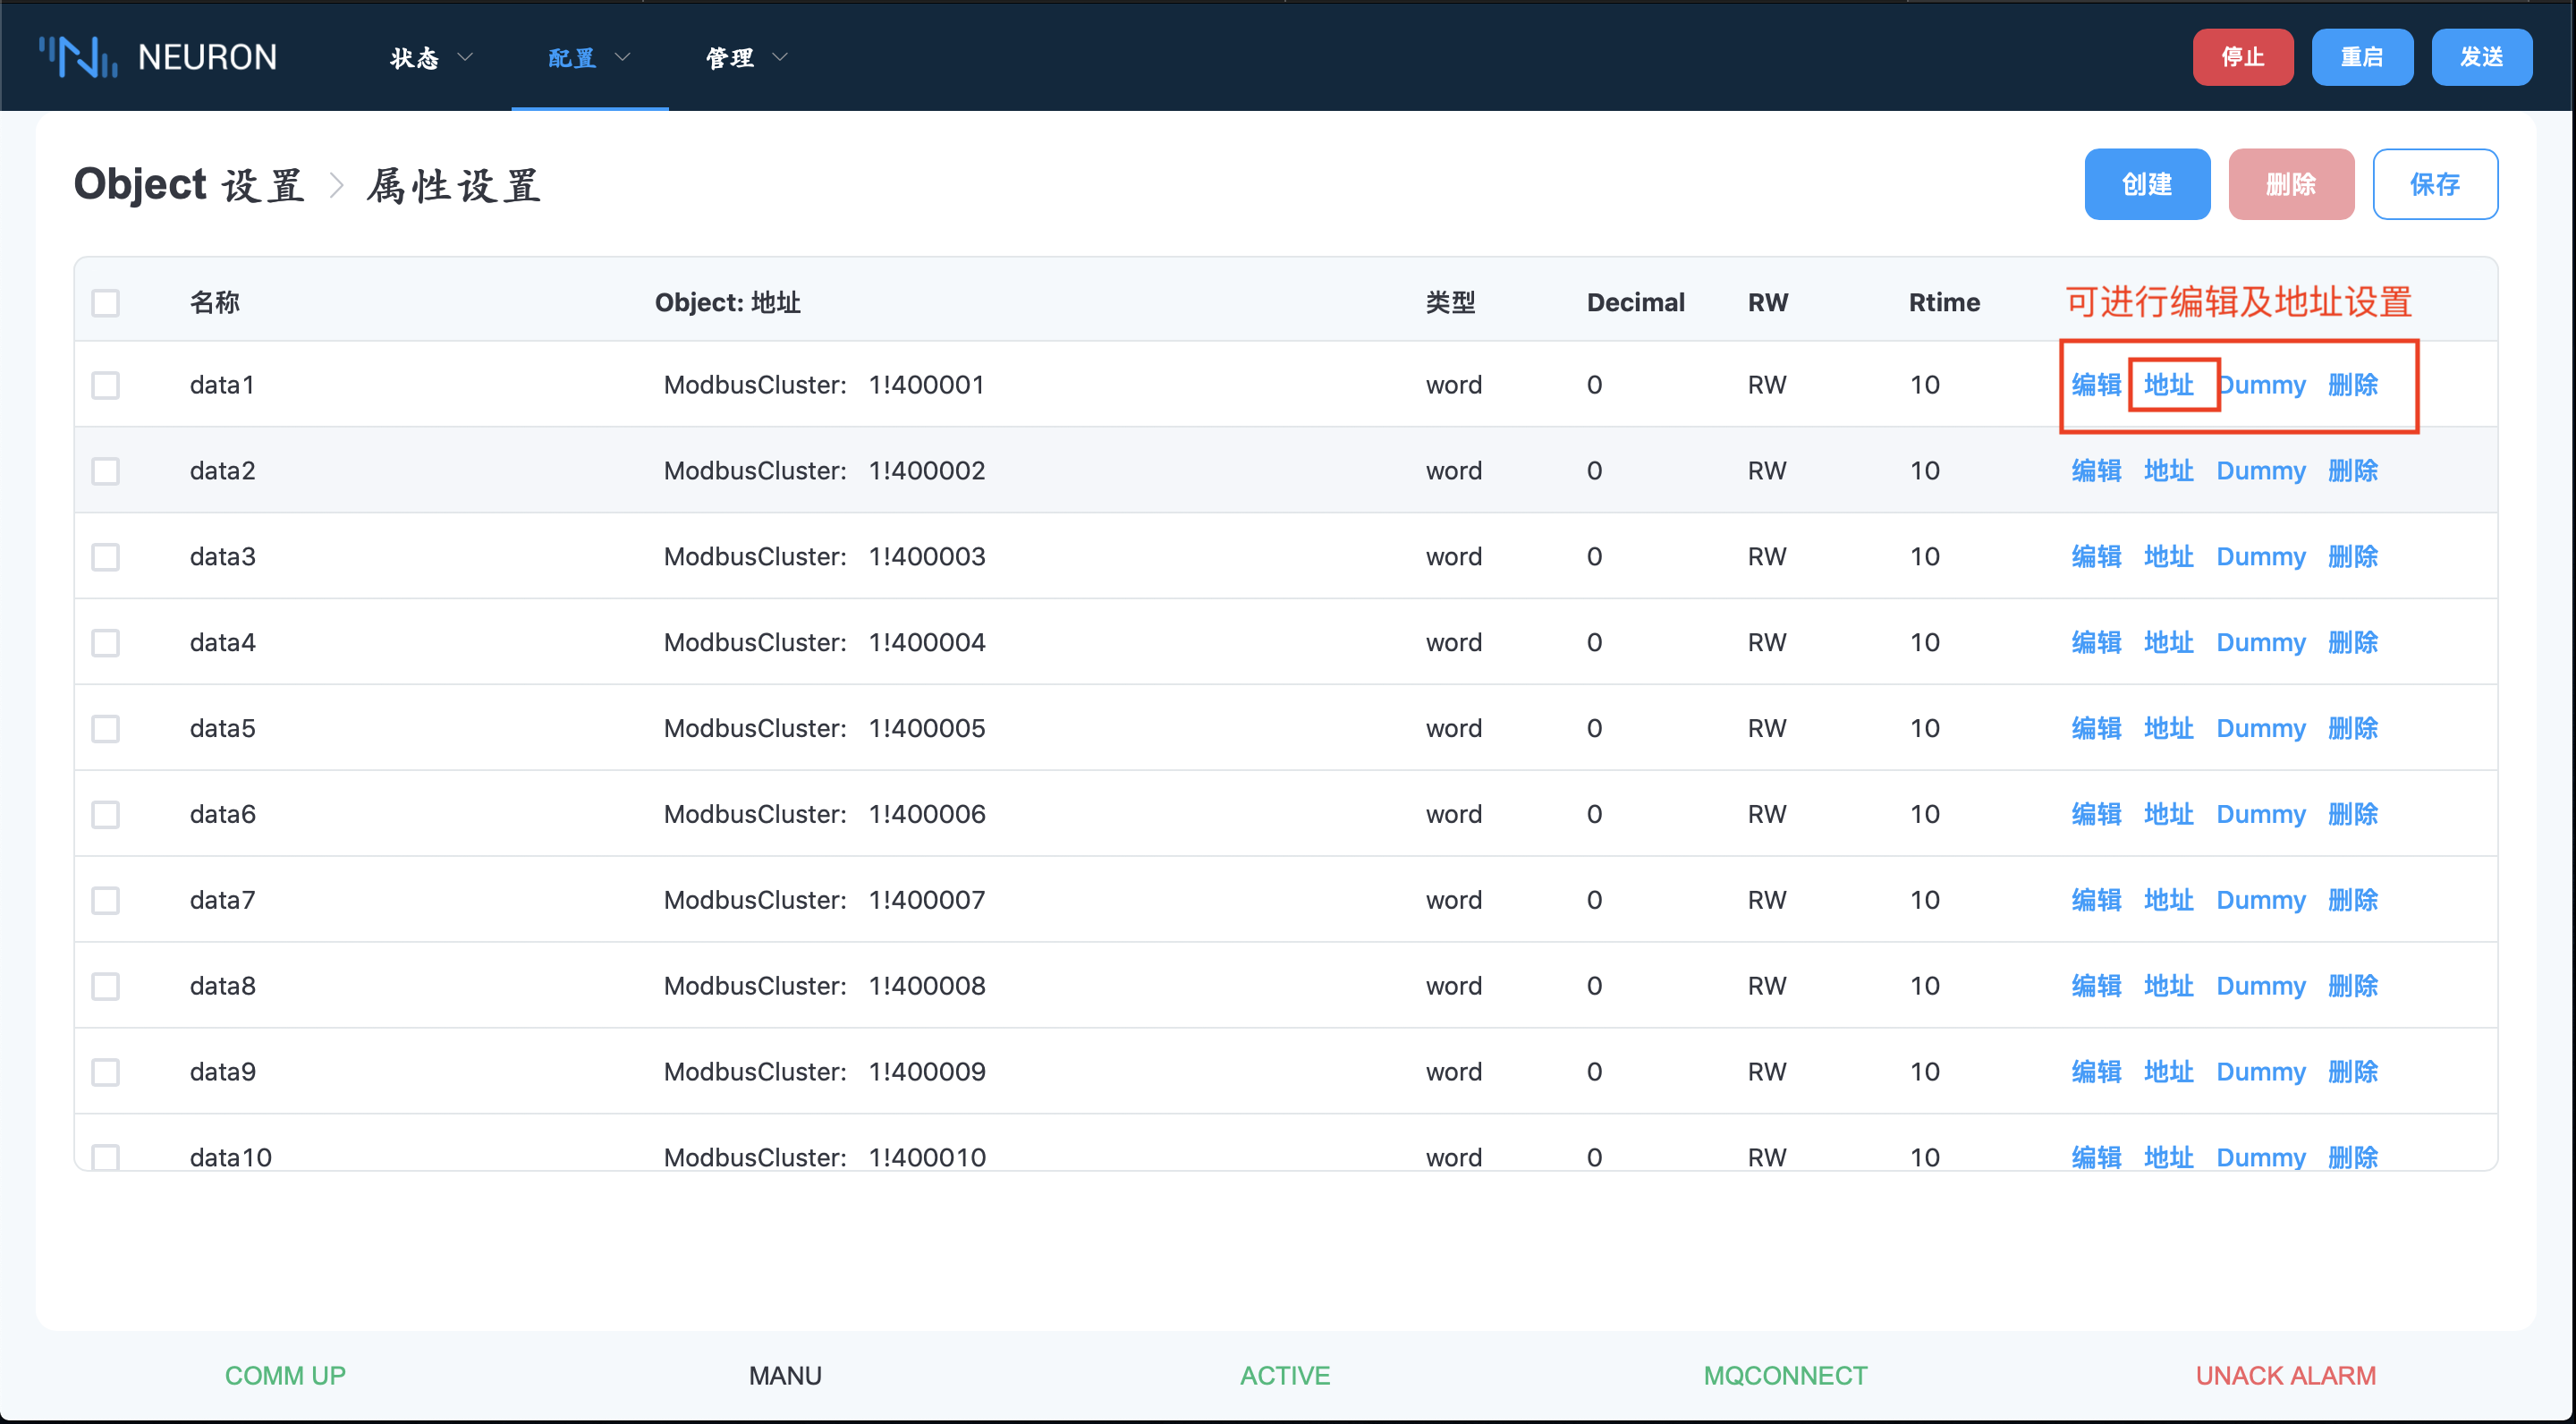 NEURON 状态 配置 管理 停止 重启 发送
Object 设置 > 属性设置 创建 删除 保存
名称 Object: 地址 类型 Decimal RW Rtime 可进行编辑及地址设置
data1 ModbusCluster: 1!400001 word 0 RW 10 编辑 地址 Dummy 删除
data2 ModbusCluster: 1!400002 word 0 RW 10 编辑 地址 Dummy 删除
data3 ModbusCluster: 1!400003 word 0 RW 10 编辑 地址 Dummy 删除
data4 ModbusCluster: 1!400004 word 0 RW 10 编辑 地址 Dummy 删除
data5 ModbusCluster: 1!400005 word 0 RW 10 编辑 地址 Dummy 删除
data6 ModbusCluster: 1!400006 word 0 RW 10 编辑 地址 Dummy 删除
data7 ModbusCluster: 1!400007 word 0 RW 10 编辑 地址 Dummy 删除
data8 ModbusCluster: 1!400008 word 0 RW 10 编辑 地址 Dummy 删除
data9 ModbusCluster: 1!400009 word 0 RW 10 编辑 地址 Dummy 删除
data10 ModbusCluster: 1!400010 word 0 RW 10 编辑 地址 Dummy 删除
COMM UP MANU ACTIVE MQCONNECT UNACK ALARM